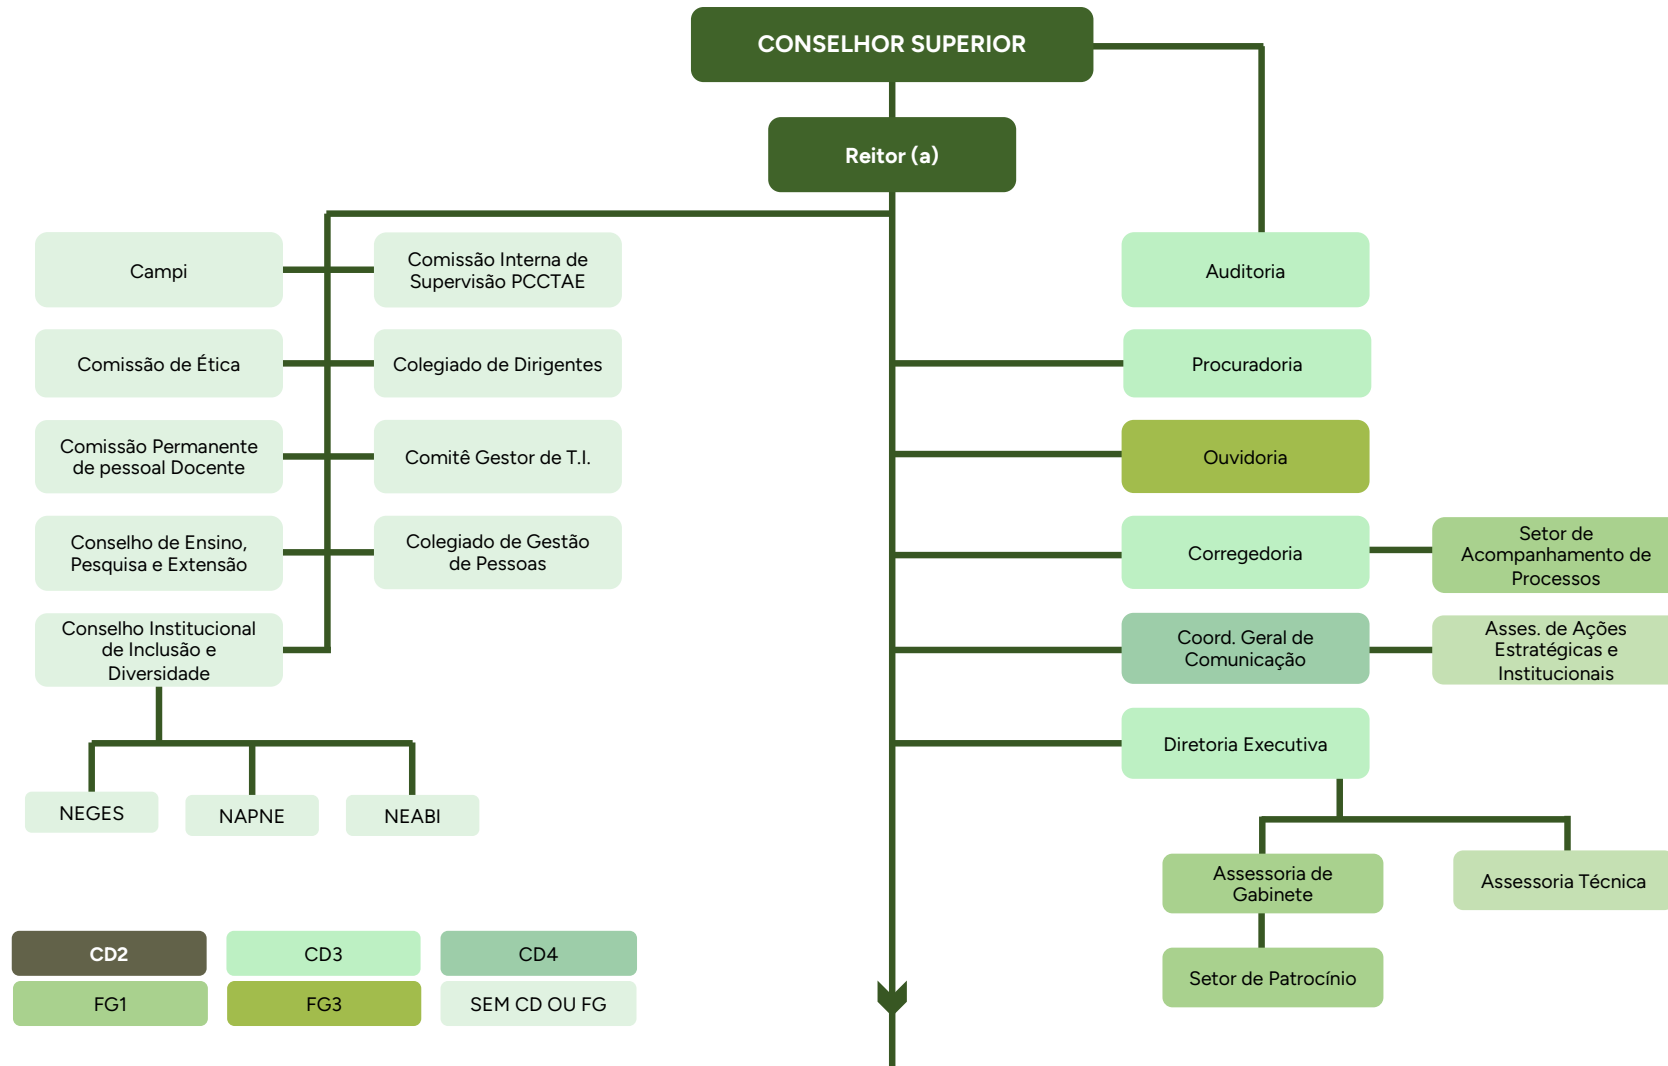 CONSELHOR SUPERIOR
Reitor (a)
Campi
Comissão Interna de
Supervisão PCCTAE
Auditoria
Comissão de Ética
Colegiado de Dirigentes
Procuradoria
Comissão Permanente
de pessoal Docente
Comitê Gestor de T.I.
Ouvidoria
Conselho de Ensino,
Pesquisa e Extensão
Colegiado de Gestão
de Pessoas
Corregedoria
Setor de
Acompanhamento de
Processos
Conselho Institucional
de Inclusão e
Diversidade
Coord. Geral de
Comunicação
Asses. de Ações
Estratégicas e
Institucionais
Diretoria Executiva
NEGES
NAPNE
NEABI
Assessoria de
Gabinete
Assessoria Técnica
Setor de Patrocínio
CD2
CD3
CD4
FG1
FG3
SEM CD OU FG